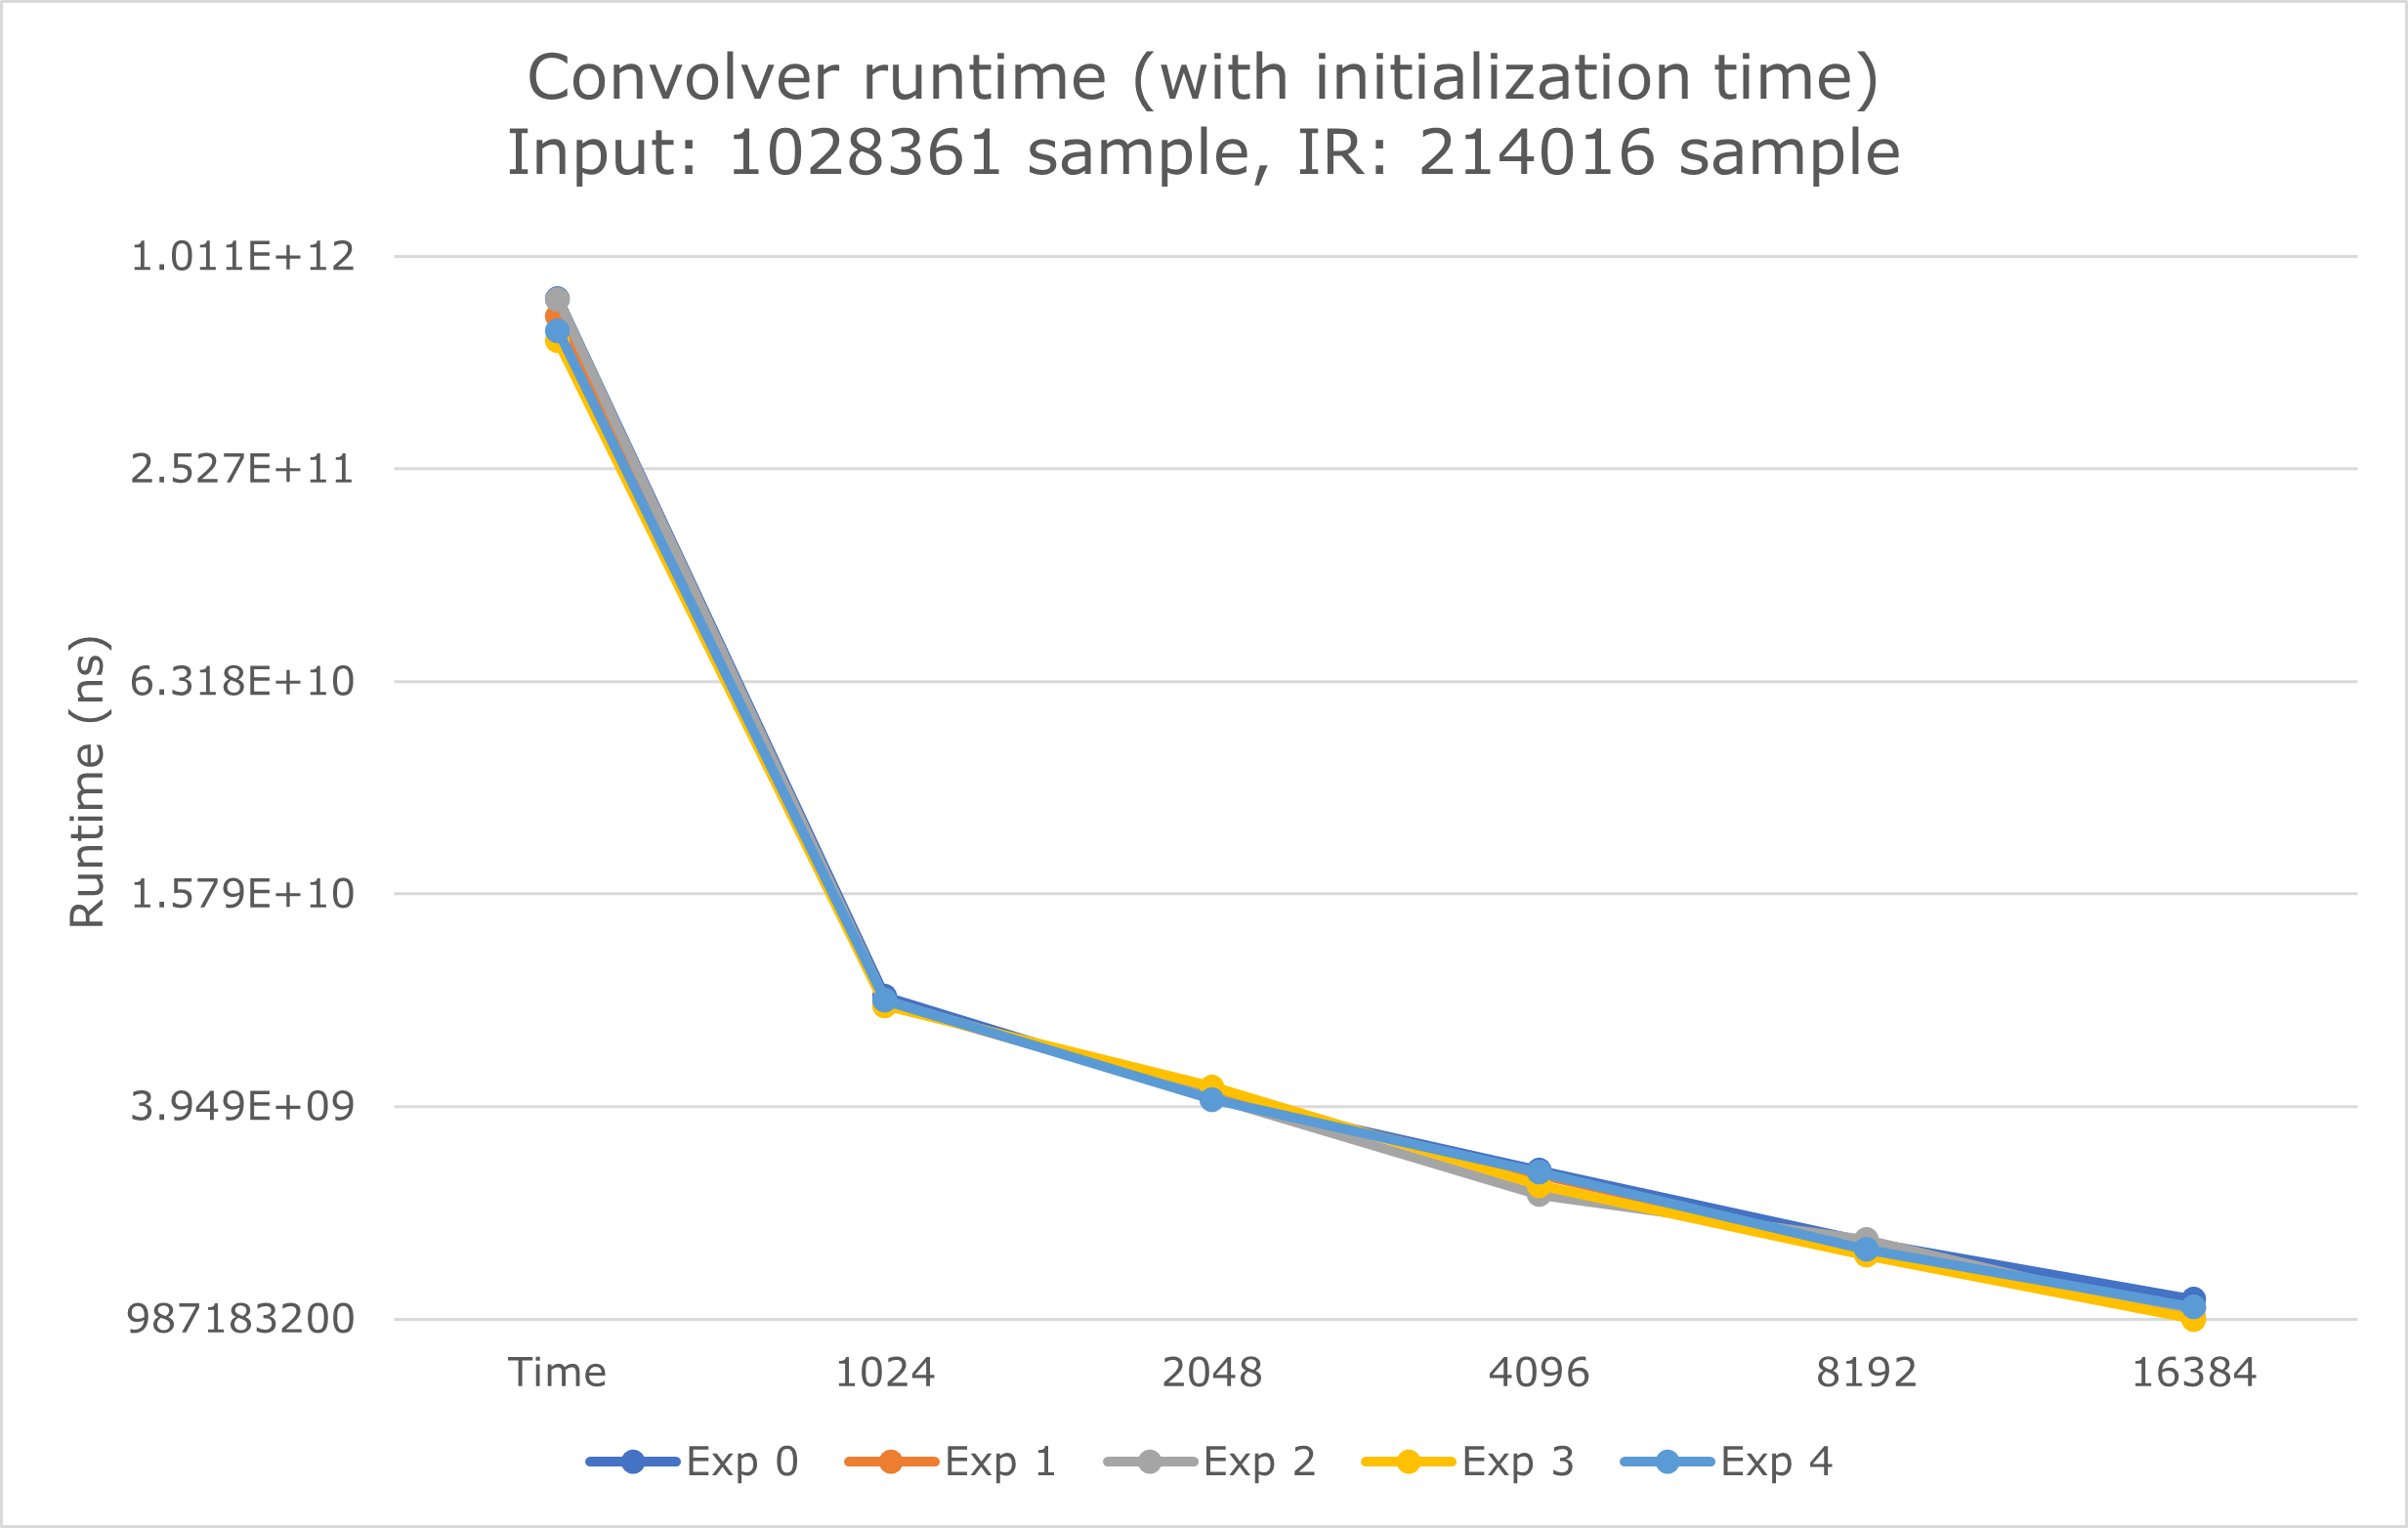 Convolver runtime (with initialization time)
Input: 1028361 sample, IR: 214016 sample
Runtime (ns)
1.011E+12
2.527E+11
6.318E+10
1.579E+10
3.949E+09
987183200
Time 1024 2048 4096 8192 16384
Exp 0 Exp 1 Exp 2 Exp 3 Exp 4